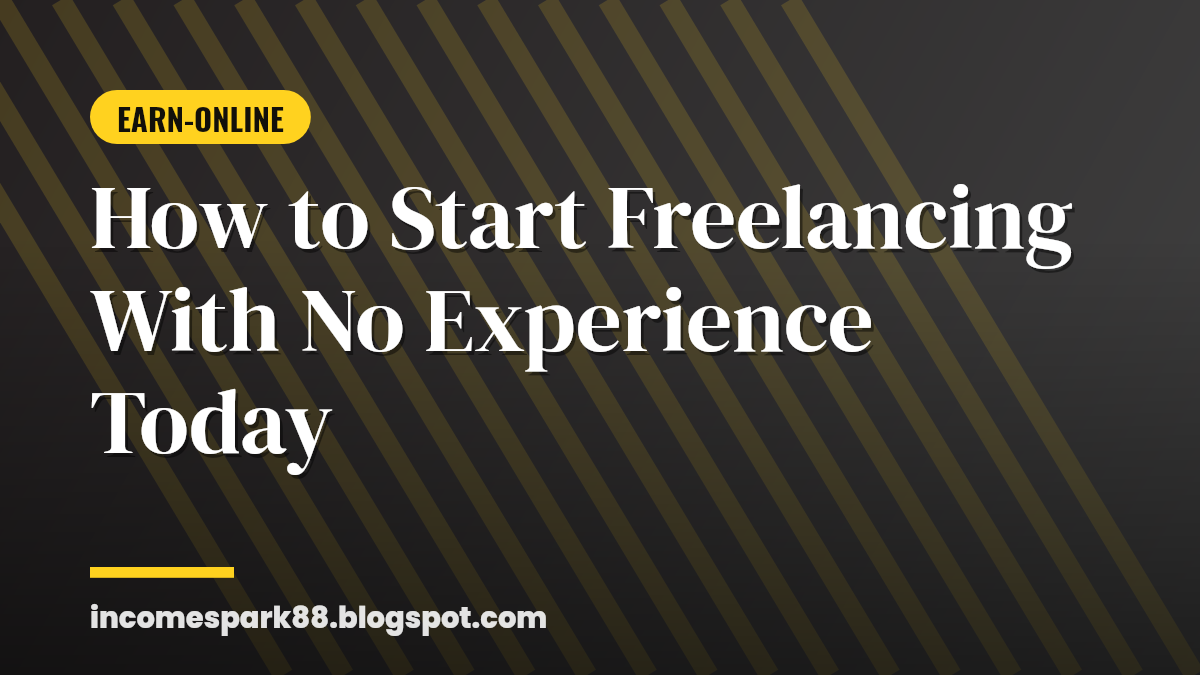 EARN-ONLINE
How to Start Freelancing
With No Experience
Today
incomespark88.blogspot.com